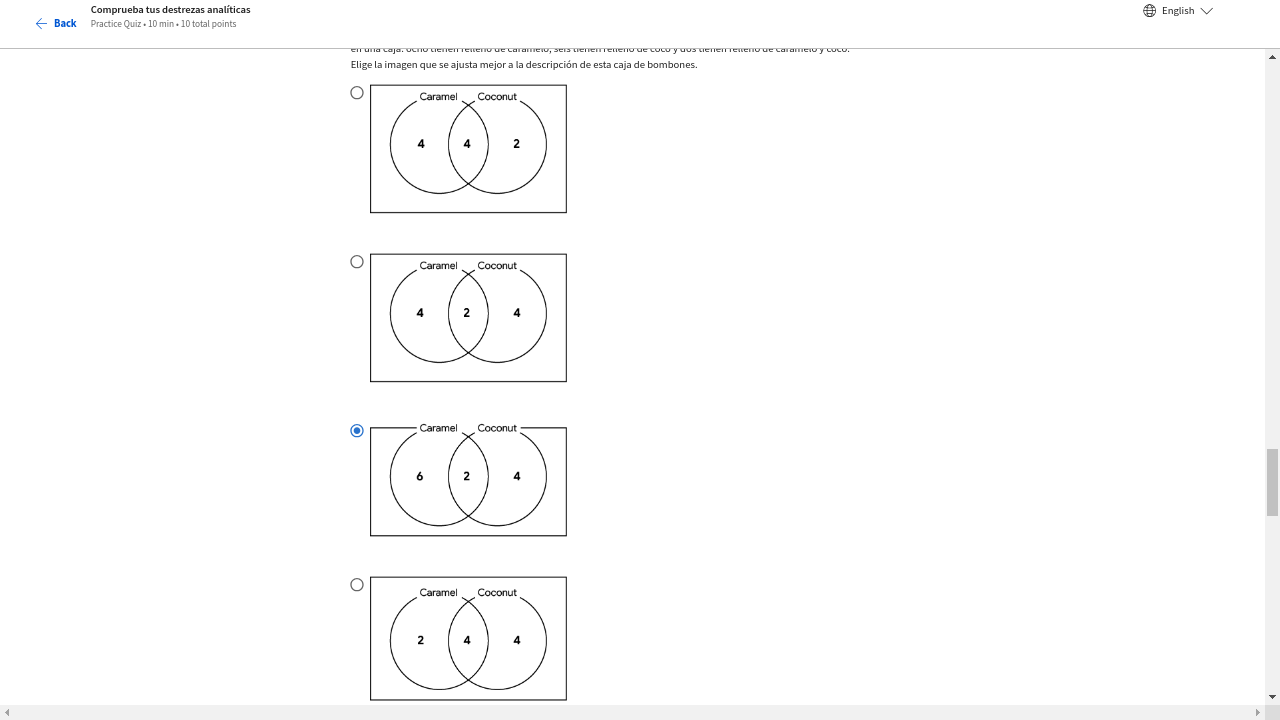 Comprueba tus destrezas analíticas
Back
Practice Quiz • 10 min • 10 total points
English
en una caja: ocho tienen relleno de caramelo, seis tienen relleno de coco y dos tienen relleno de caramelo y coco.
Elige la imagen que se ajusta mejor a la descripción de esta caja de bombones.
Caramel Coconut
4 4 2
Caramel Coconut
4 2 4
Caramel Coconut
6 2 4
Caramel Coconut
2 4 4